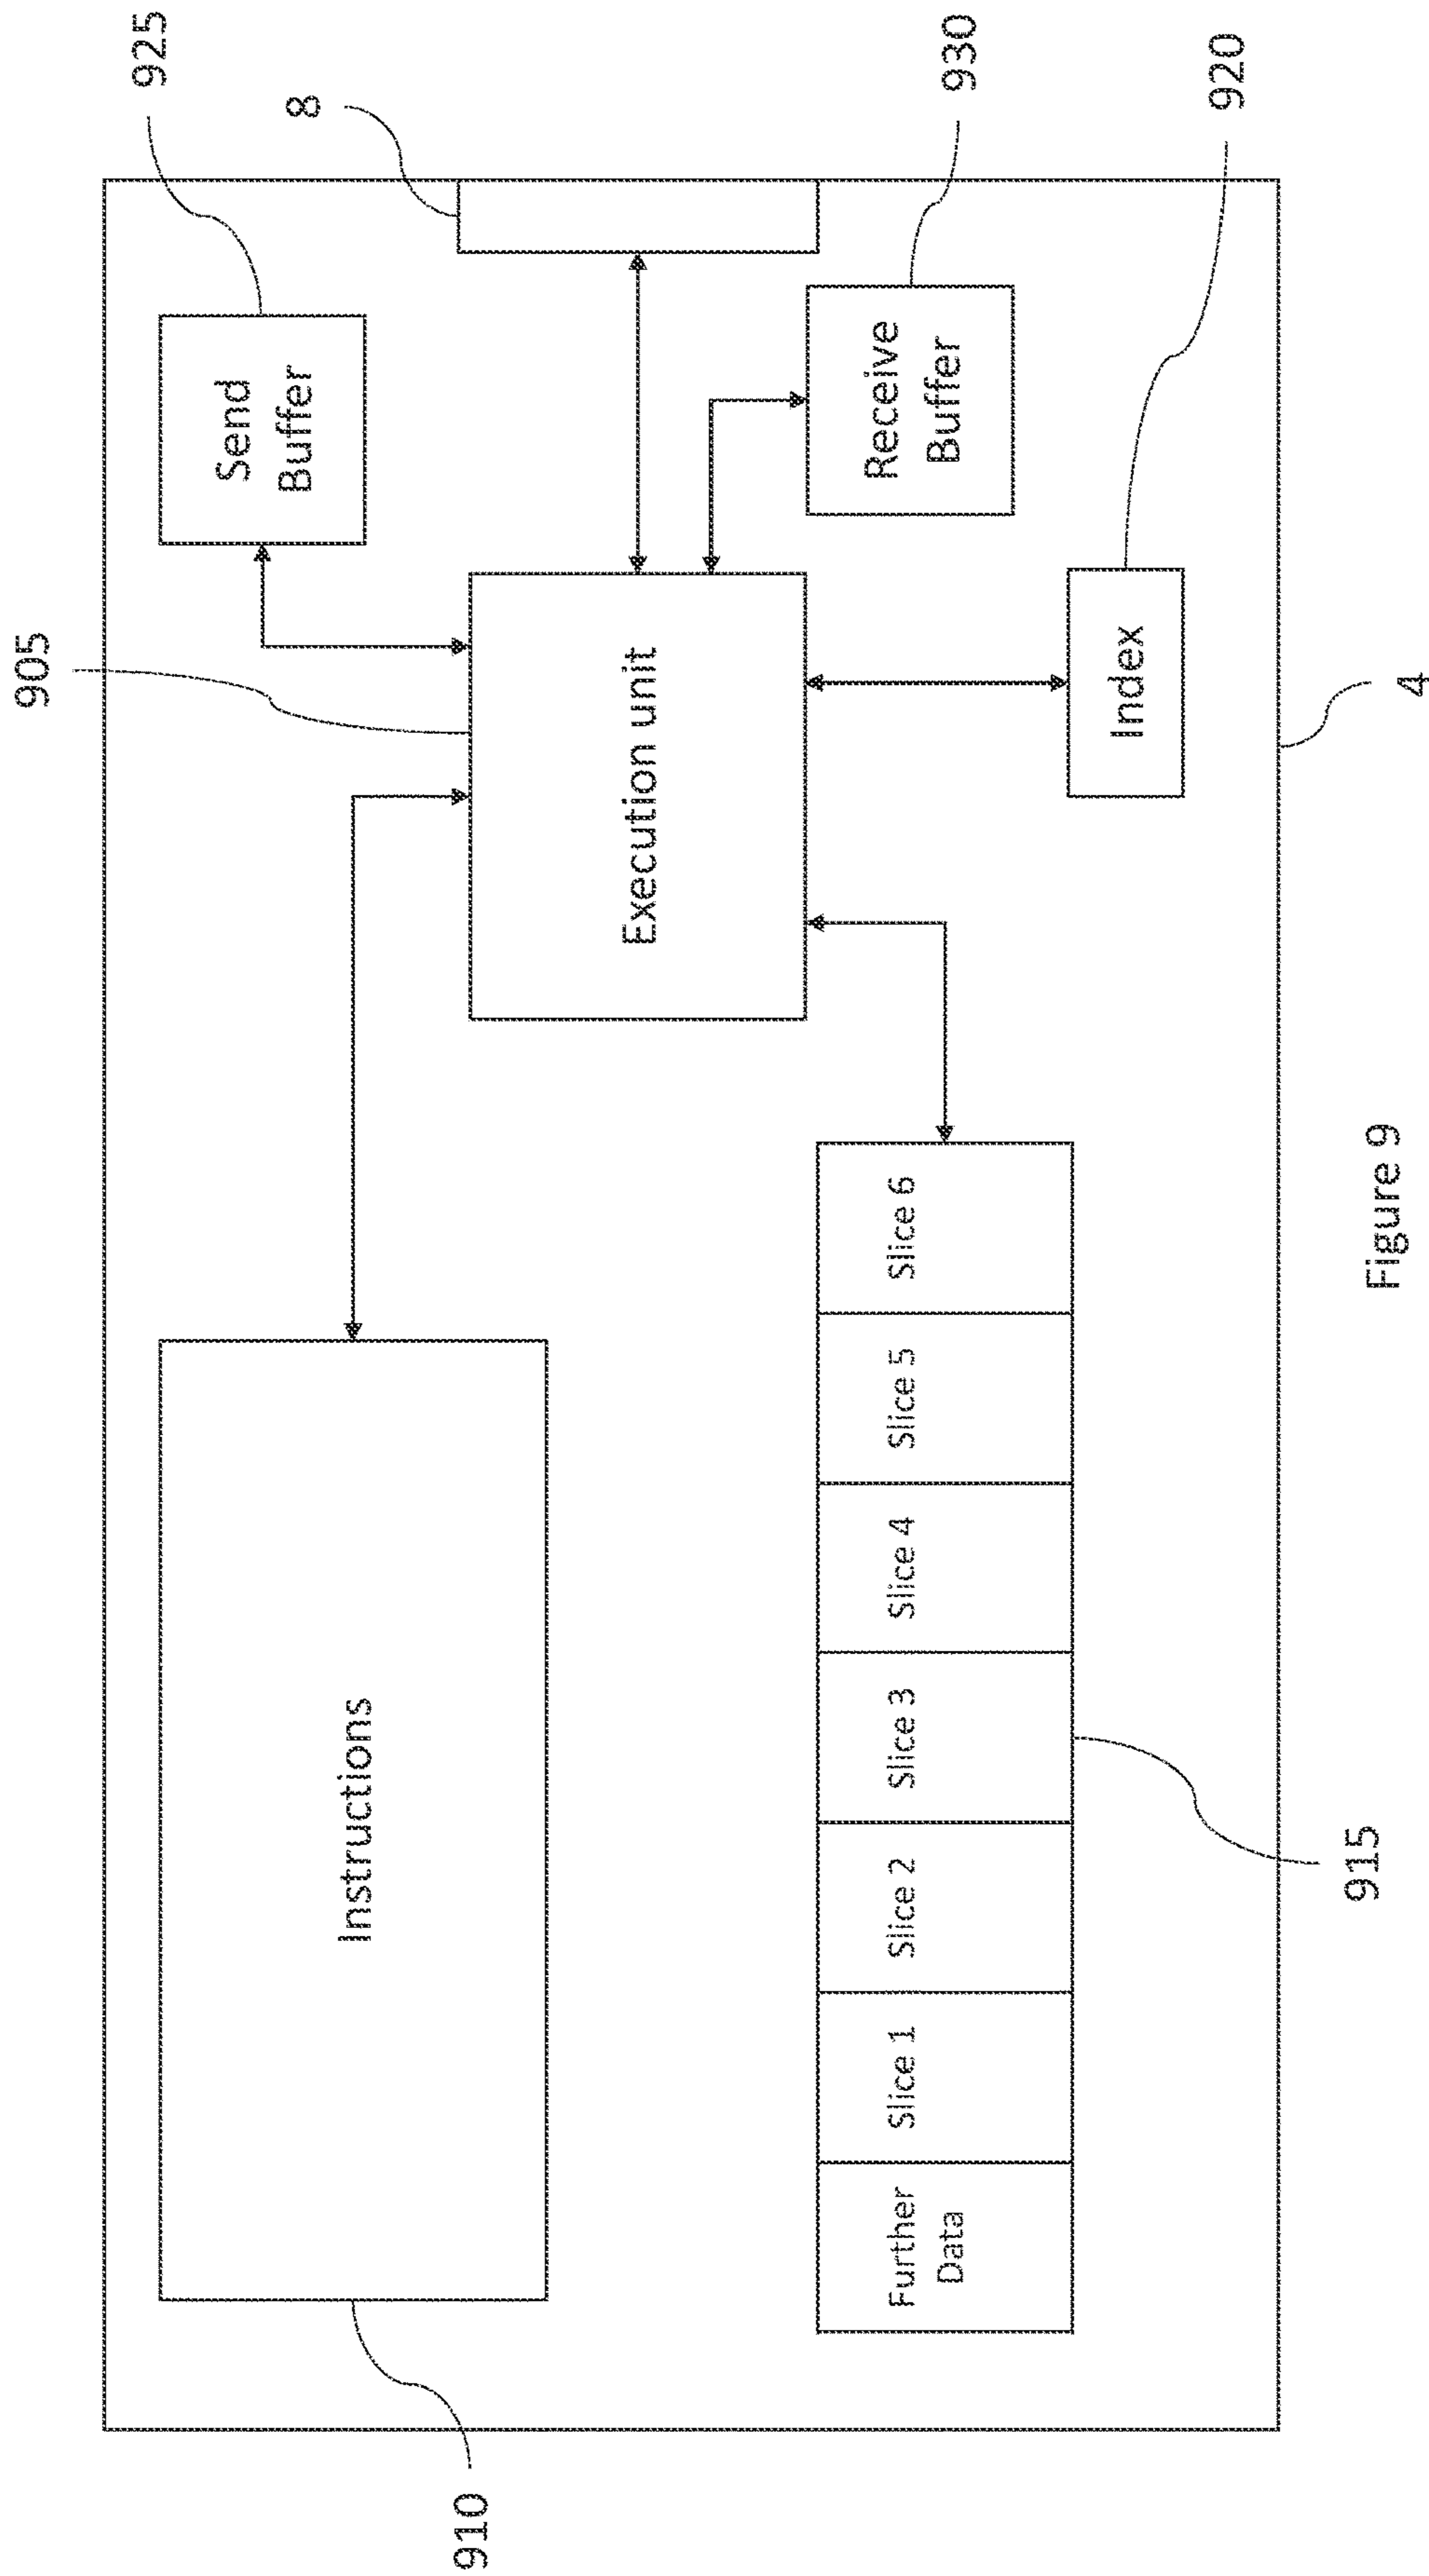 905
925
Send
Buffer
8
Instructions
910
Execution unit
Receive
Buffer
930
Further
Data
Slice 1
Slice 2
Slice 3
Slice 4
Slice 5
Slice 6
Index
920
915
4
Figure 9